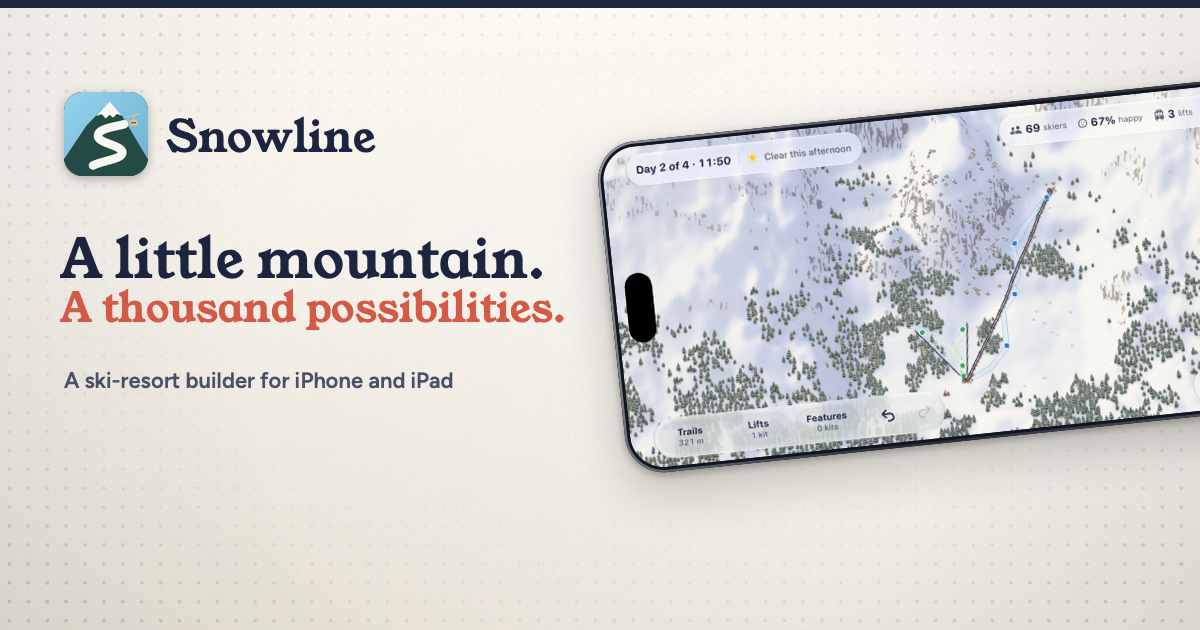 Snowline
A little mountain.
A thousand possibilities.
A ski-resort builder for iPhone and iPad
Day 2 of 4 · 11:50
Clear this afternoon
69 skiers
67% happy
3 lifts
Trails
321 m
Lifts
1 kit
Features
0 kits